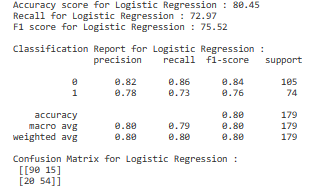 Accuracy score for Logistic Regression : 80.45
Recall for Logistic Regression : 72.97
F1 score for Logistic Regression : 75.52
Classification Report for Logistic Regression :
precision recall f1-score support
0 0.82 0.86 0.84 105
1 0.78 0.73 0.76 74
accuracy 0.80 179
macro avg 0.80 0.79 0.80 179
weighted avg 0.80 0.80 0.80 179
Confusion Matrix for Logistic Regression :
[[90 15]
[20 54]]